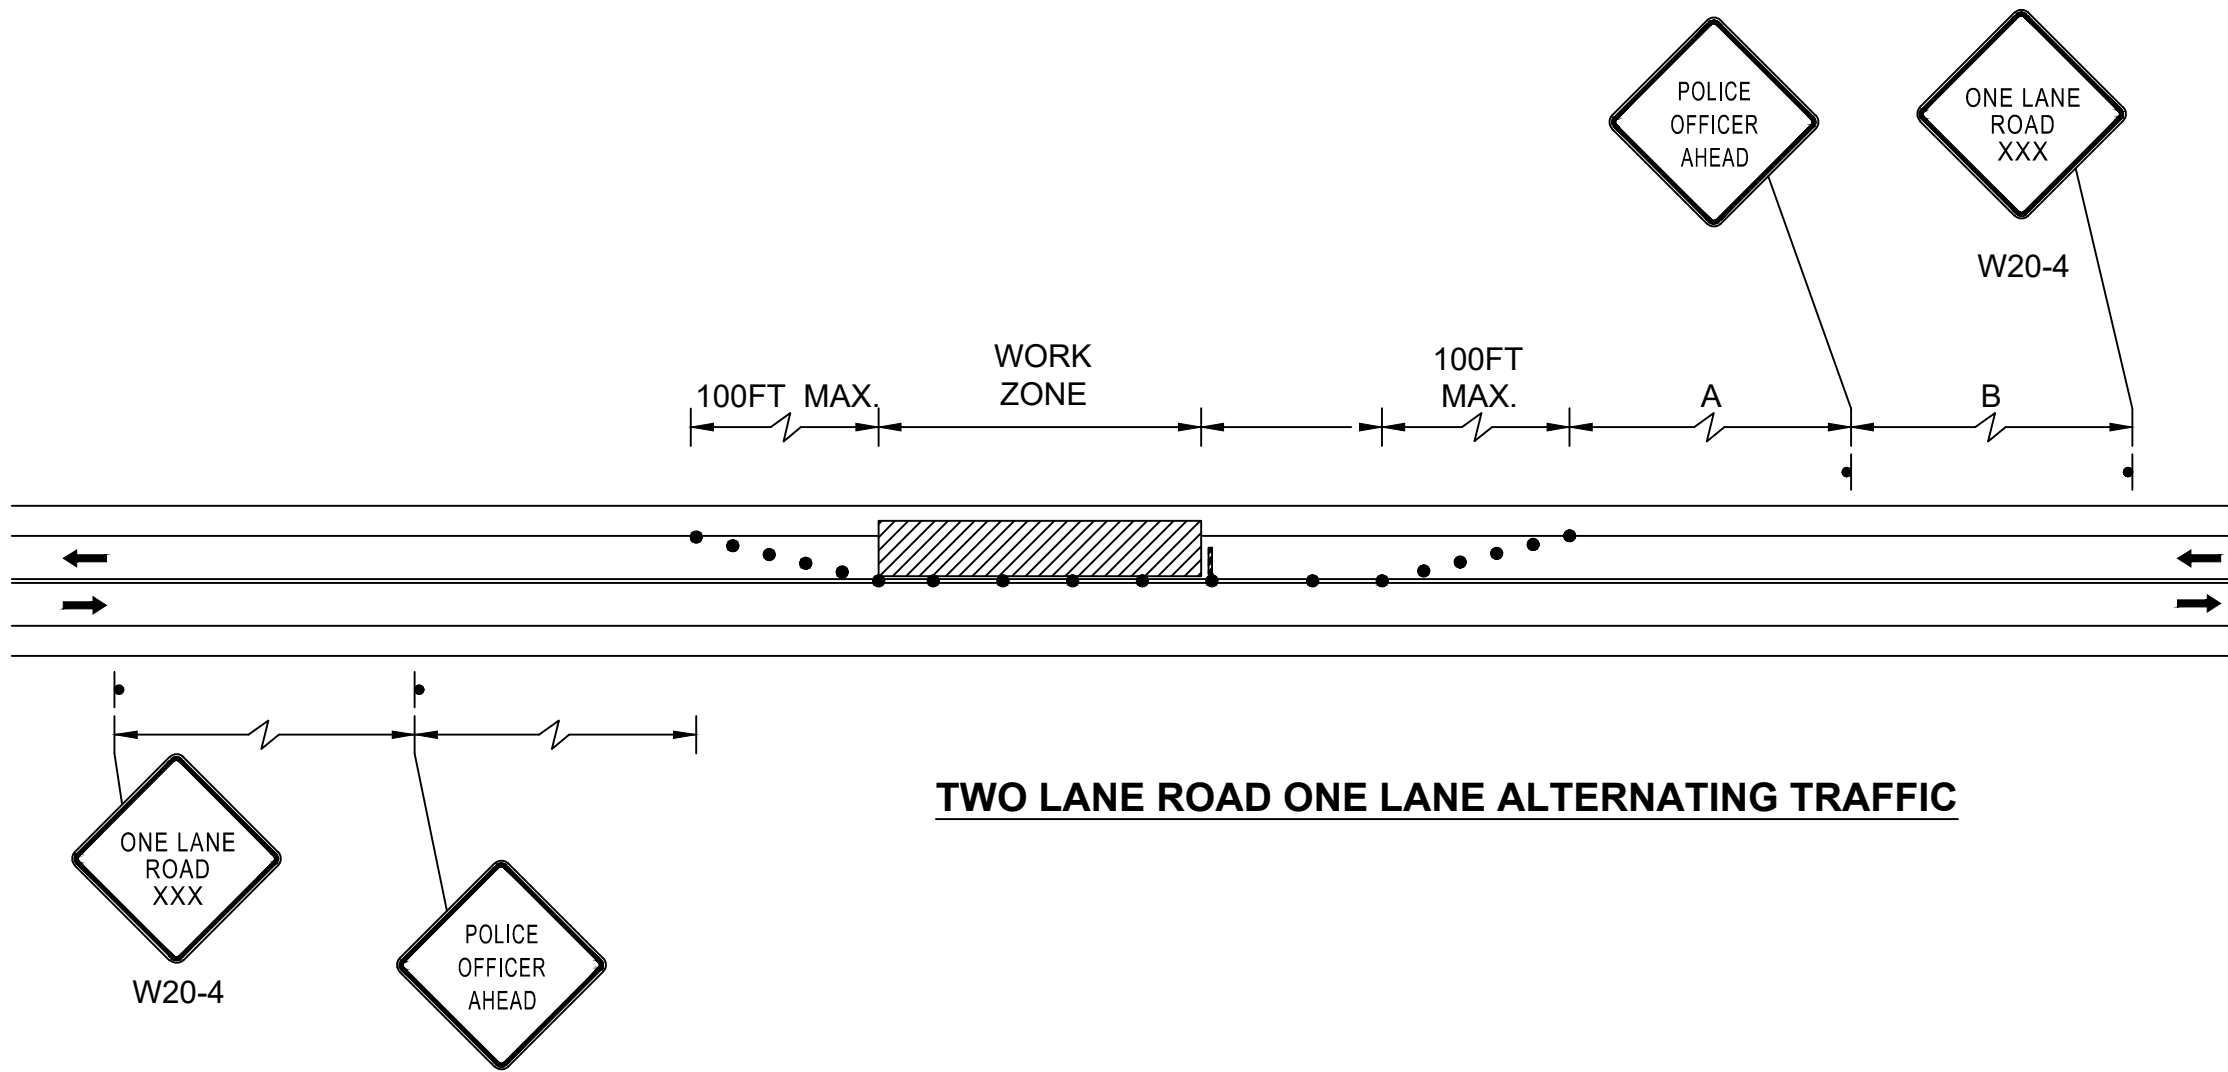 POLICE
OFFICER
AHEAD
ONE LANE
ROAD
XXX
W20-4
100FT MAX.
WORK
ZONE
100FT
MAX.
A
B
TWO LANE ROAD ONE LANE ALTERNATING TRAFFIC
ONE LANE
ROAD
XXX
W20-4
POLICE
OFFICER
AHEAD